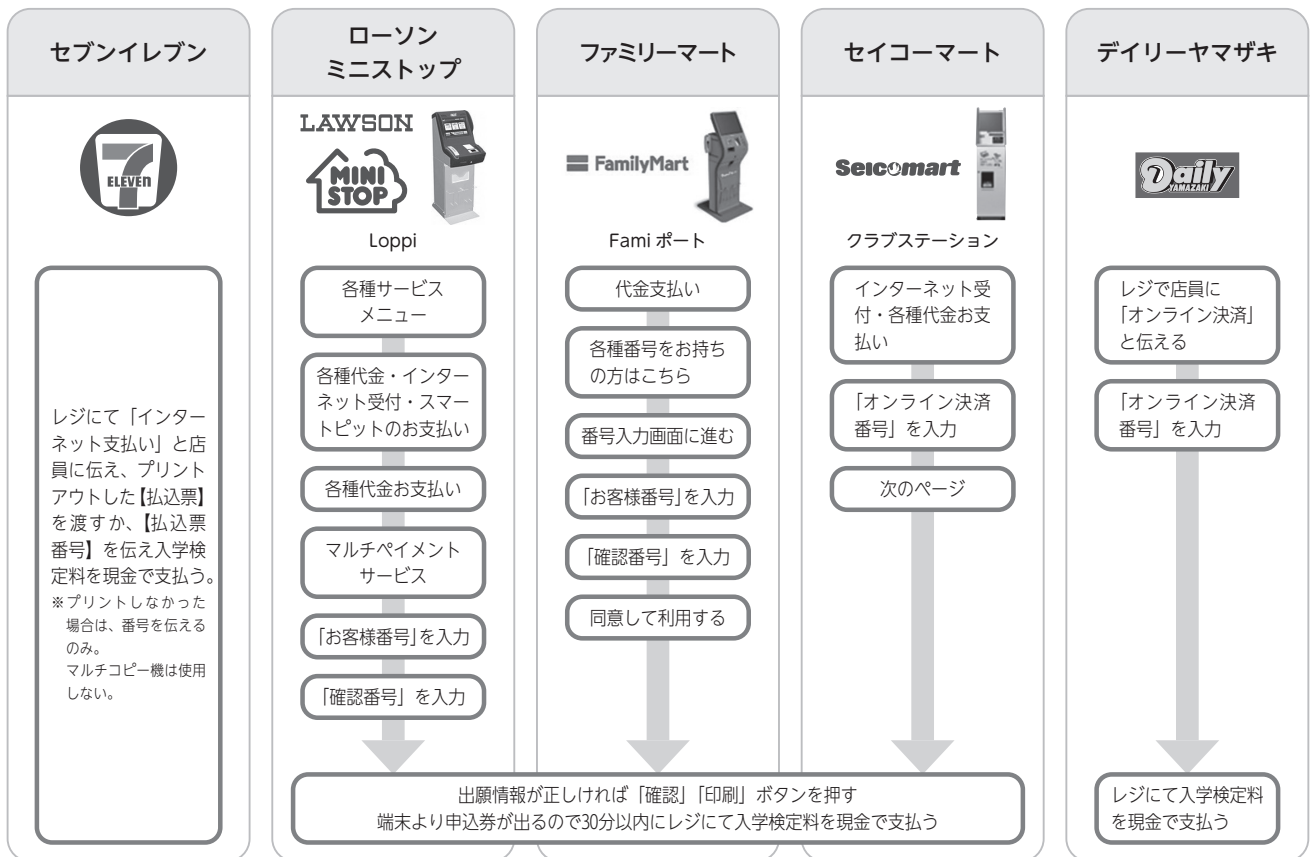 セブンイレブン
7
ELEVEn
レジにて「インター
ネット支払い」と店
員に伝え、プリント
アウトした【払込票】
を渡すか、【払込票
番号】を伝え入学検
定料を現金で支払う。
※プリントしなかった
場合は、番号を伝える
のみ。
マルチコピー機は使用
しない。
ローソン
ミニストップ
LAWSON
MINI
STOP
Loppi
各種サービス
メニュー
各種代金・インター
ネット受付・スマー
トピットのお支払い
各種代金お支払い
マルチペイメント
サービス
「お客様番号」を入力
「確認番号」を入力
ファミリーマート
FamilyMart
Fami ポート
代金支払い
各種番号をお持ち
の方はこちら
番号入力画面に進む
「お客様番号」を入力
「確認番号」を入力
同意して利用する
セイコーマート
Seicomart
クラブステーション
インターネット受
付・各種代金お支
払い
「オンライン決済
番号」を入力
次のページ
出願情報が正しければ「確認」「印刷」ボタンを押す
端末より申込券が出るので30分以内にレジにて入学検定料を現金で支払う
デイリーヤマザキ
Daily
YAMAZAKI
レジで店員に
「オンライン決済」
と伝える
「オンライン決済
番号」を入力
レジにて入学検定料
を現金で支払う